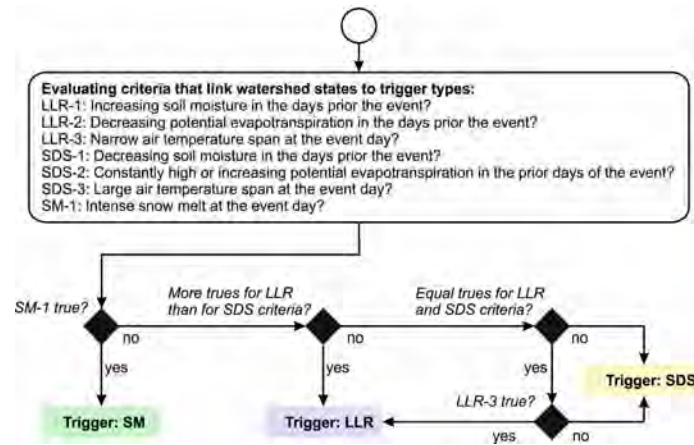 Evaluating criteria that link watershed states to trigger types:
LLR-1: Increasing soil moisture in the days prior the event?
LLR-2: Decreasing potential evapotranspiration in the days prior the event?
LLR-3: Narrow air temperature span at the event day?
SDS-1: Decreasing soil moisture in the days prior the event?
SDS-2: Constantly high or increasing potential evapotranspiration in the prior days of the event?
SDS-3: Large air temperature span at the event day?
SM-1: Intense snow melt at the event day?
SM-1 true?
More trues for LLR
than for SDS criteria?
Equal trues for LLR
and SDS criteria?
no
no
no
yes
yes
yes
Trigger: SDS
LLR-3 true?
Trigger: SM
Trigger: LLR
yes
no